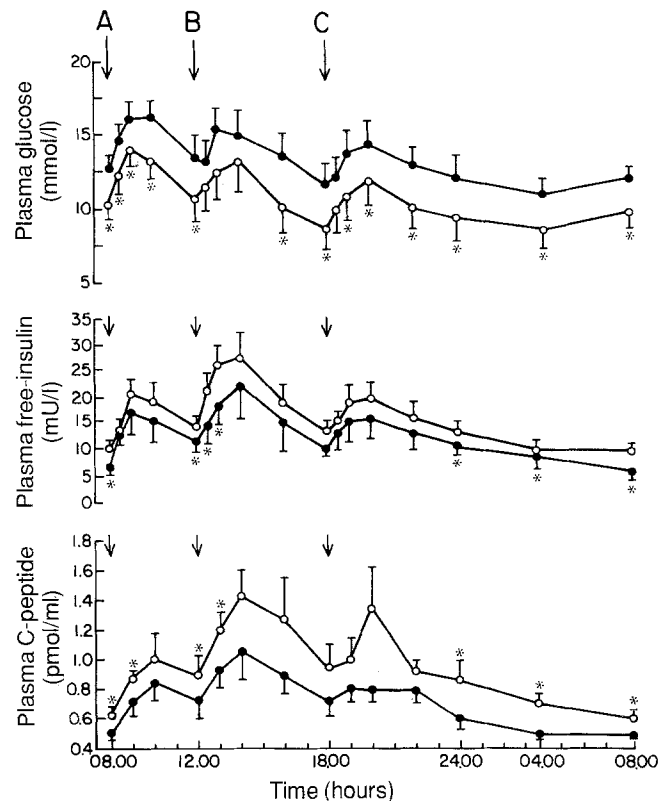 A B C
Plasma glucose
(mmol/l)
20
15
10
5
Plasma free-insulin
(mU/l)
35
30
25
20
15
10
5
0
Plasma C-peptide
(pmol/ml)
1.8
1.6
1.4
1.2
1.0
0.8
0.6
0.4
08.00 12.00 18.00 24.00 04.00 08.00
Time (hours)